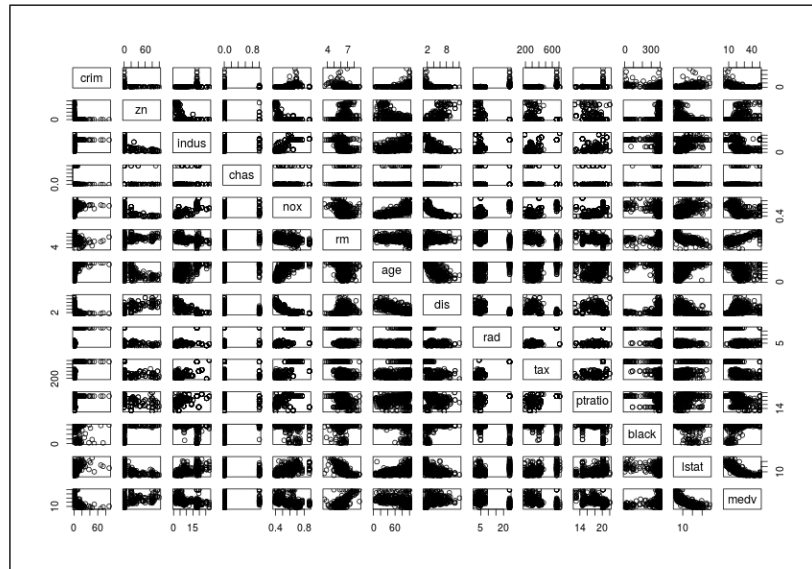 0 60 0.0 0.8 4 7 2 8 200 600 0 300 10 40
crim 0
0 zn
indus 0
0.0 chas
nox 0.4
4 rm
age 0
2 dis
rad 5
200 tax
ptratio 14
0 black
lstat 10
10 medv
0 60 0 15 0.4 0.8 0 60 5 20 14 20 10